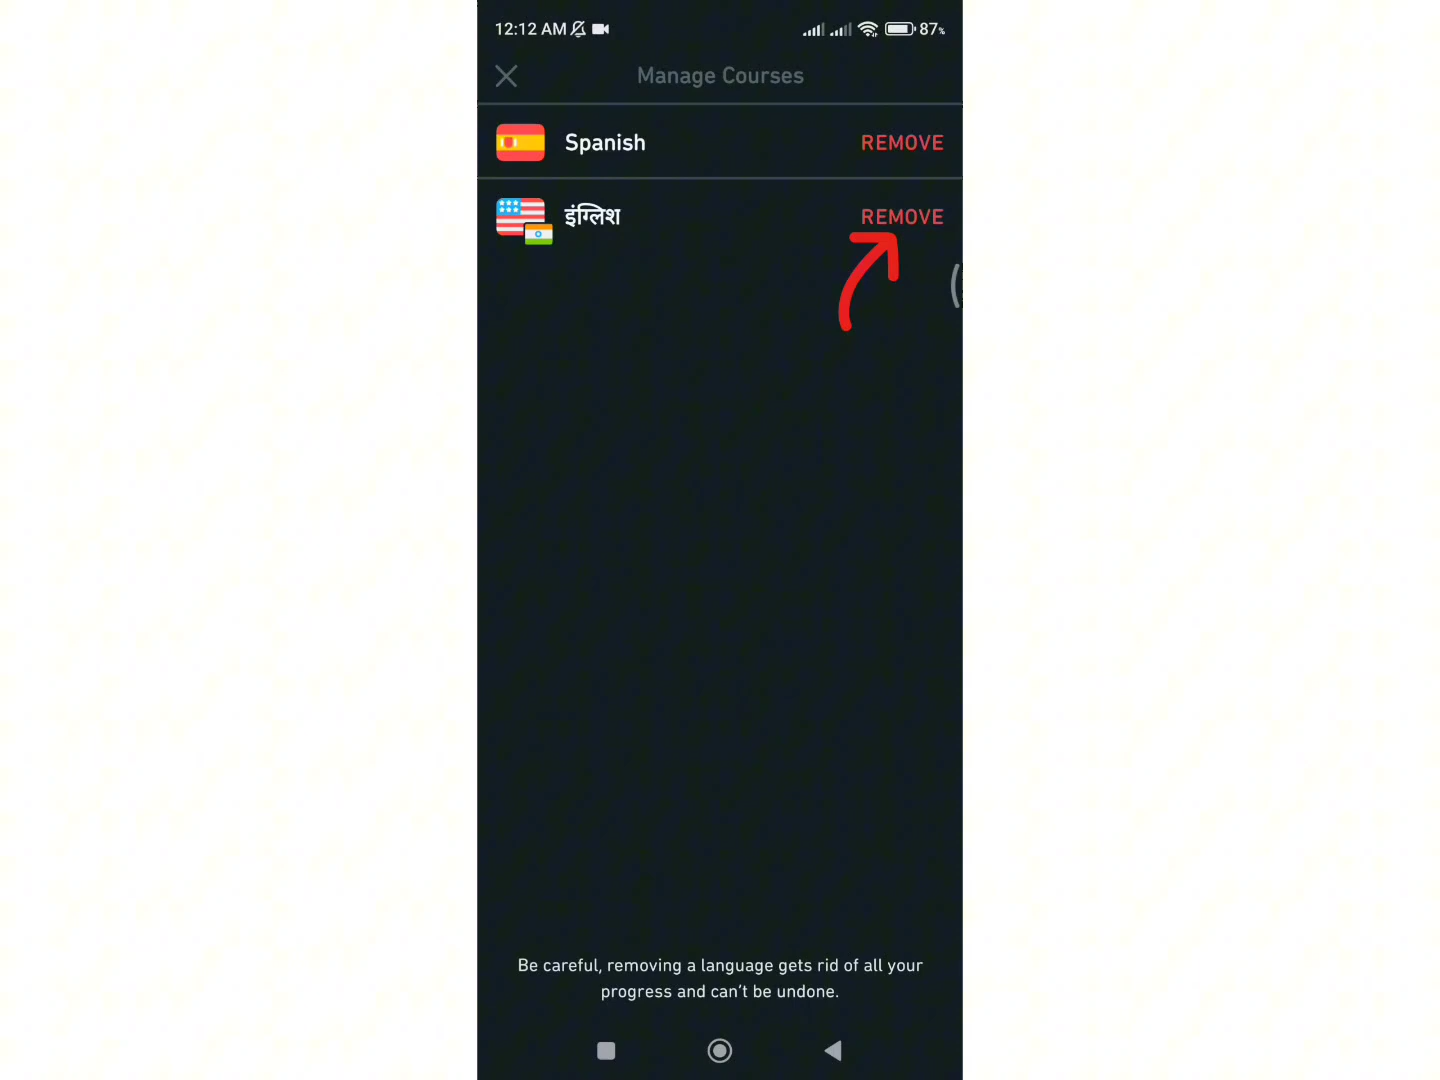 12:12 AM 87%
Manage Courses
Spanish REMOVE
इंग्लिश REMOVE
Be careful, removing a language gets rid of all your
progress and can't be undone.